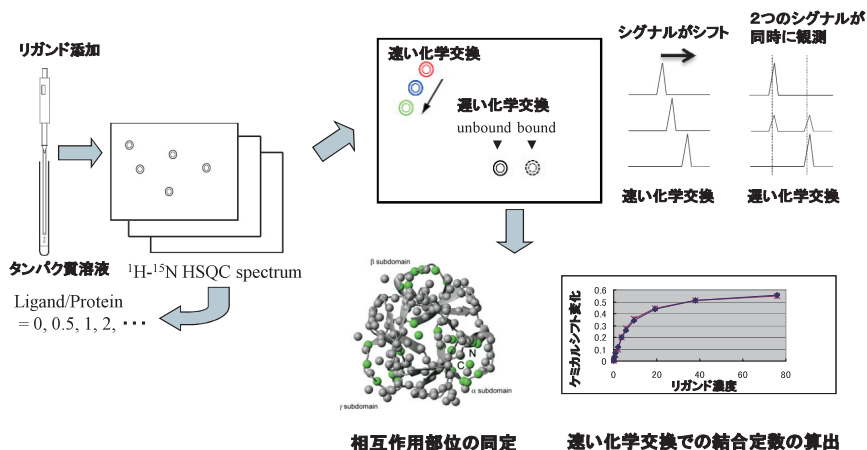 リガンド添加
タンパク質溶液
¹H-¹⁵N HSQC spectrum
Ligand/Protein
= 0, 0.5, 1, 2, ・・・
速い化学交換
遅い化学交換
unbound bound
シグナルがシフト
速い化学交換
2つのシグナルが
同時に観測
遅い化学交換
β subdomain
N
C
α subdomain
γ subdomain
相互作用部位の同定
ケミカルシフト変化
0.6
0.5
0.4
0.3
0.2
0.1
0
0 20 40 60 80
リガンド濃度
速い化学交換での結合定数の算出